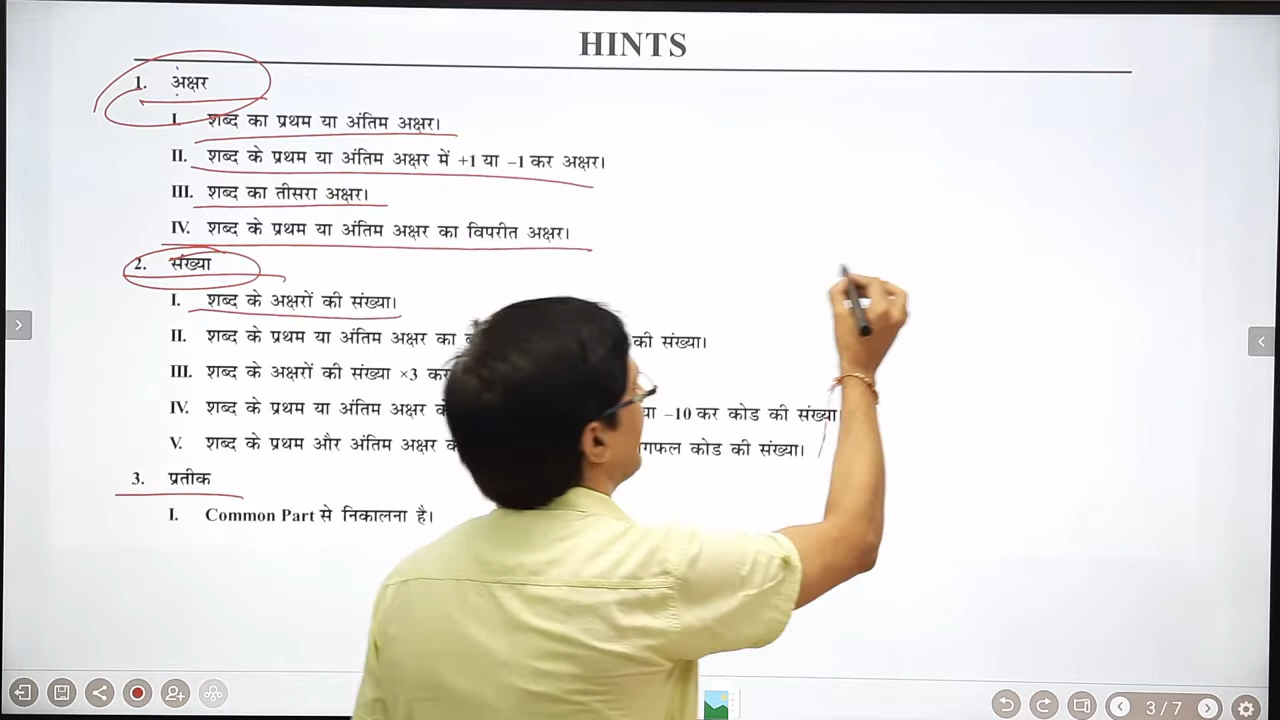 HINTS
1. अंक्षर
I. शब्द का प्रथम या अंतिम अक्षर।
II. शब्द के प्रथम या अंतिम अक्षर में +1 या –1 कर अक्षर।
III. शब्द का तीसरा अक्षर।
IV. शब्द के प्रथम या अंतिम अक्षर का विपरीत अक्षर।
2. संख्या
I. शब्द के अक्षरों की संख्या।
II. शब्द के प्रथम या अंतिम अक्षर का की संख्या।
III. शब्द के अक्षरों की संख्या ×3 कर
IV. शब्द के प्रथम या अंतिम अक्षर या –10 कर कोड की संख्या
V. शब्द के प्रथम और अंतिम अक्षर कोड की संख्या।
3. प्रतीक
I. Common Part से निकालना है।
3 / 7